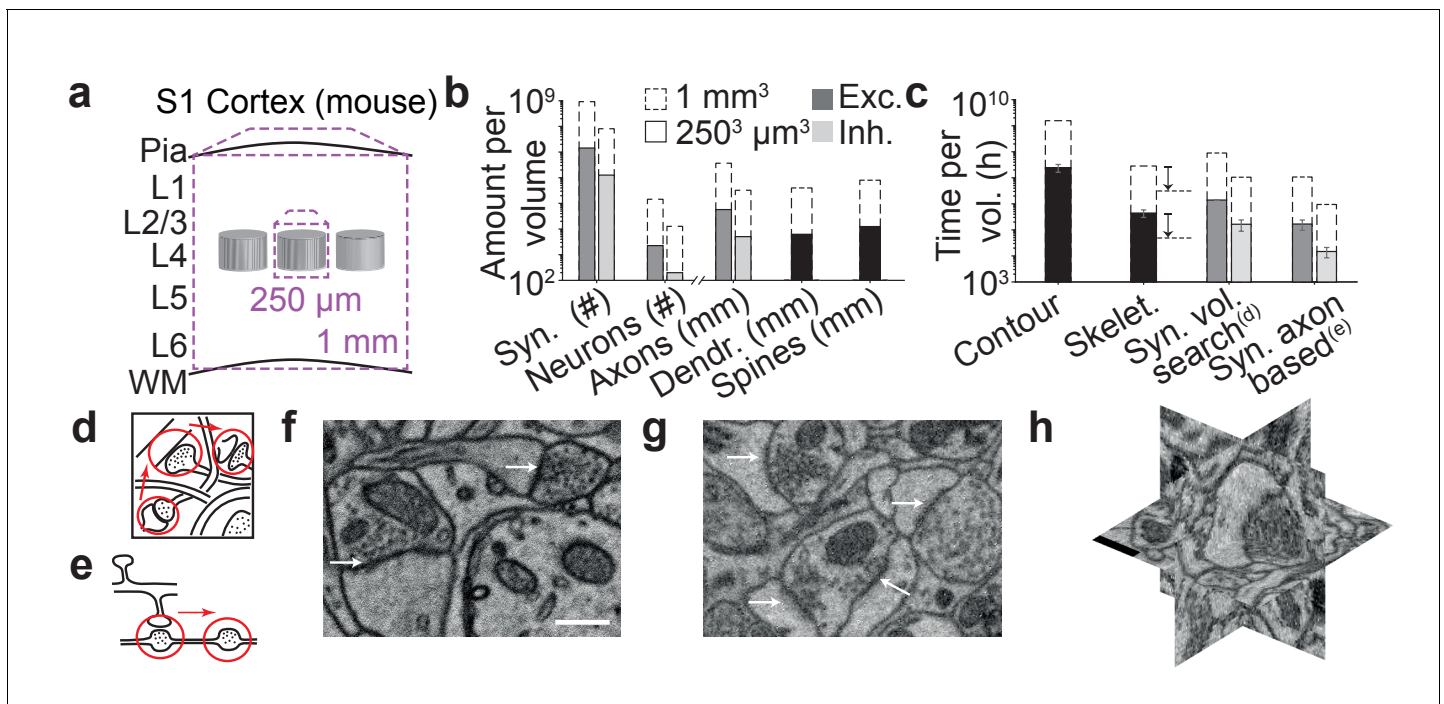 a
S1 Cortex (mouse)
Pia
L1
L2/3
L4
L5
L6
WM
250 µm
1 mm
b
Amount per
volume
10⁹
10²
1 mm³
250³ µm³
Exc.
Inh.
Syn. (#)
Neurons (#)
Axons (mm)
Dendr. (mm)
Spines (mm)
c
Time per
vol. (h)
10¹⁰
10³
Contour
Skelet.
Syn. vol.
search⁽ᵈ⁾
Syn. axon
based⁽ᵉ⁾
d
e
f
g
h